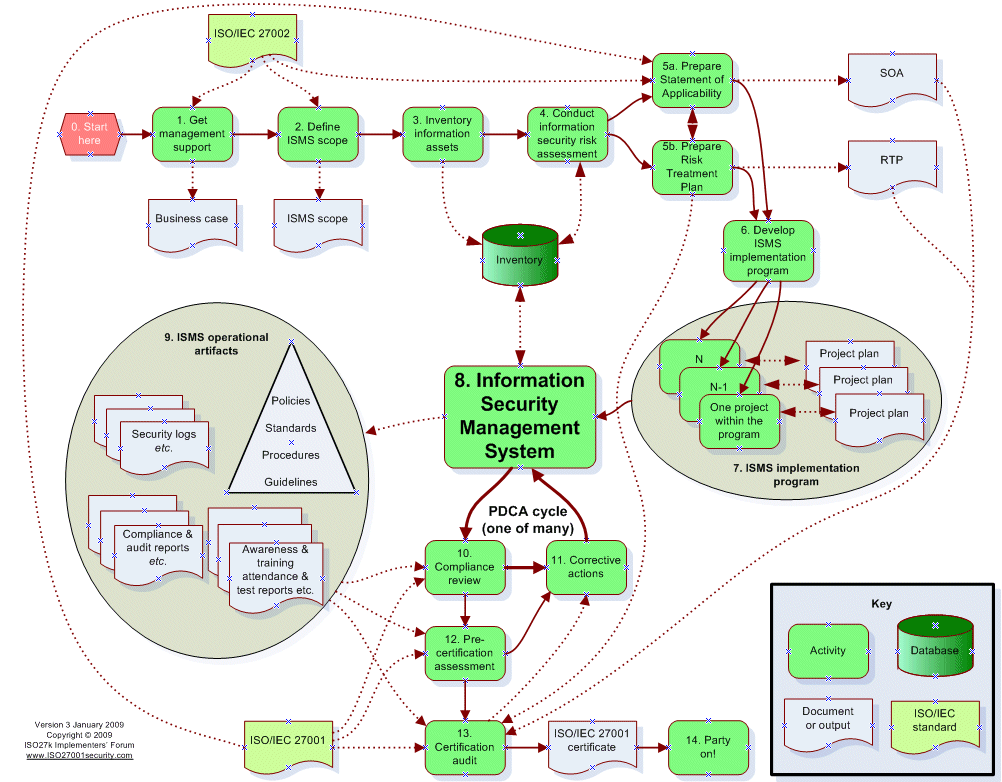 ISO/IEC 27002
0. Start
here
1. Get
management
support
2. Define
ISMS scope
3. Inventory
information
assets
4. Conduct
information
security risk
assessment
5a. Prepare
Statement of
Applicability
SOA
5b. Prepare
Risk
Treatment
Plan
RTP
Business case
ISMS scope
Inventory
6. Develop
ISMS
implementation
program
9. ISMS operational
artifacts
Policies
Standards
Procedures
Guidelines
Security logs
etc.
Compliance &
audit reports
etc.
Awareness &
training
attendance &
test reports etc.
8. Information
Security
Management
System
N
N-1
One project
within the
program
Project plan
Project plan
Project plan
7. ISMS implementation
program
PDCA cycle
(one of many)
10.
Compliance
review
11. Corrective
actions
12. Pre-
certification
assessment
ISO/IEC 27001
13.
Certification
audit
ISO/IEC 27001
certificate
14. Party
on!
Key
Activity
Database
Document
or output
ISO/IEC
standard
Version 3 January 2009
Copyright © 2009
ISO27k Implementers' Forum
www.ISO27001security.com